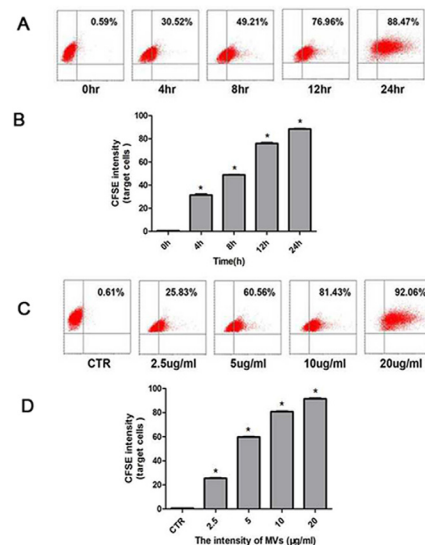 A
0.59% 30.52% 49.21% 76.96% 88.47%
0hr 4hr 8hr 12hr 24hr
B
CFSE intensity
(target cells )
100
80
60
40
20
0
* * * *
0h 4h 8h 12h 24h
Time(h)
C
0.61% 25.83% 60.56% 81.43% 92.06%
CTR 2.5ug/ml 5ug/ml 10ug/ml 20ug/ml
D
CFSE intensity
(target cells )
100
80
60
40
20
0
* * * *
CTR 2.5 5 10 20
The intensity of MVs (μg/ml)